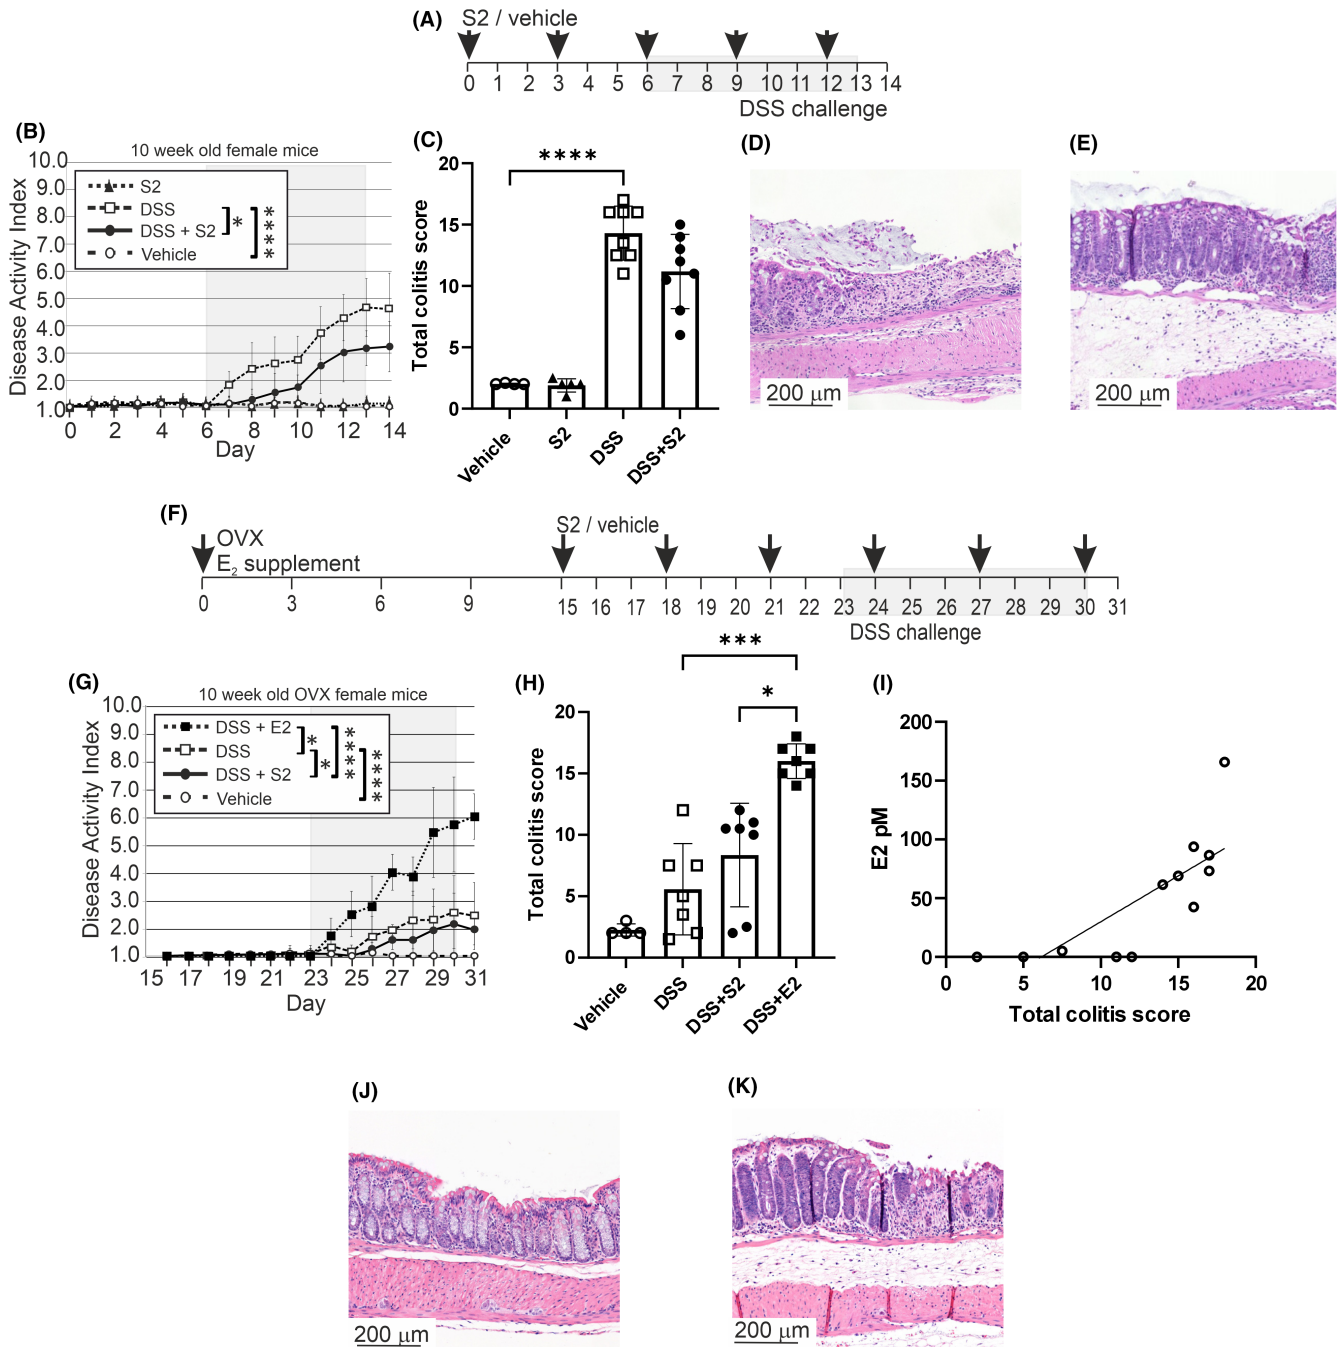 (A)
S2 / vehicle
0 1 2 3 4 5 6 7 8 9 10 11 12 13 14
DSS challenge
(B)
10 week old female mice
Disease Activity Index
10.0
9.0
8.0
7.0
6.0
5.0
4.0
3.0
2.0
1.0
S2
DSS
DSS + S2
Vehicle
*
****
0 2 4 6 8 10 12 14
Day
(C)
****
Total colitis score
20
15
10
5
0
Vehicle
S2
DSS
DSS+S2
(D)
200 μm
(E)
200 μm
(F)
OVX
E2 supplement
S2 / vehicle
0 3 6 9 15 16 17 18 19 20 21 22 23 24 25 26 27 28 29 30 31
DSS challenge
(G)
10 week old OVX female mice
Disease Activity Index
10.0
9.0
8.0
7.0
6.0
5.0
4.0
3.0
2.0
1.0
DSS + E2
DSS
DSS + S2
Vehicle
*
*
****
****
15 17 19 21 23 25 27 29 31
Day
(H)
***
*
Total colitis score
20
15
10
5
0
Vehicle
DSS
DSS+S2
DSS+E2
(I)
E2 pM
200
150
100
50
0
0 5 10 15 20
Total colitis score
(J)
200 μm
(K)
200 μm